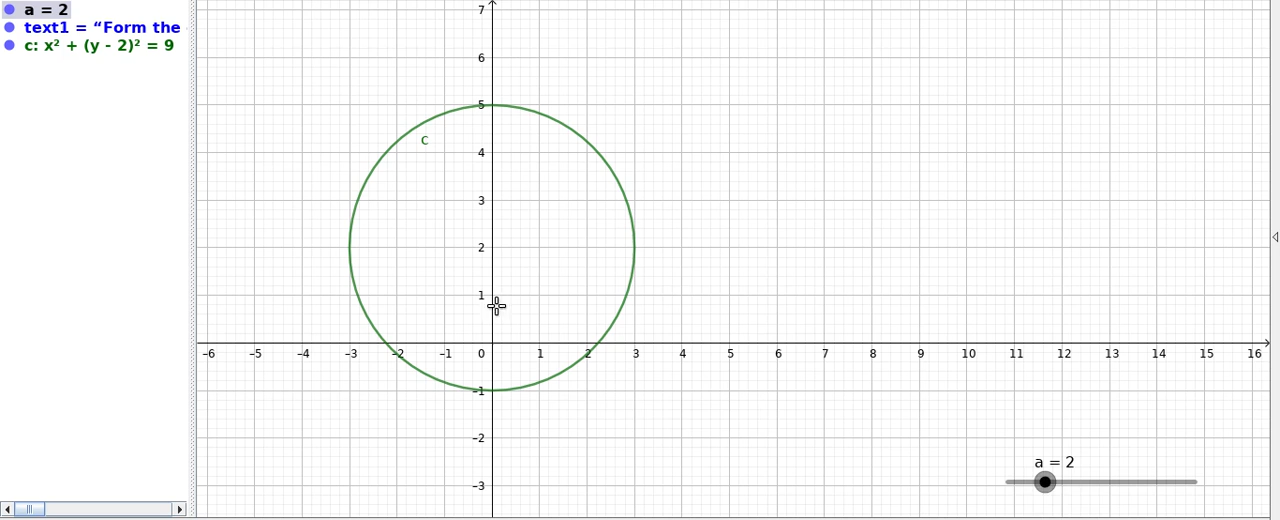 a = 2
text1 = “Form the
c: x² + (y - 2)² = 9
7
6
5
c
4
3
2
1
–6 –5 –4 –3 –2 –1 0 1 2 3 4 5 6 7 8 9 10 11 12 13 14 15 16
–1
–2
a = 2
–3